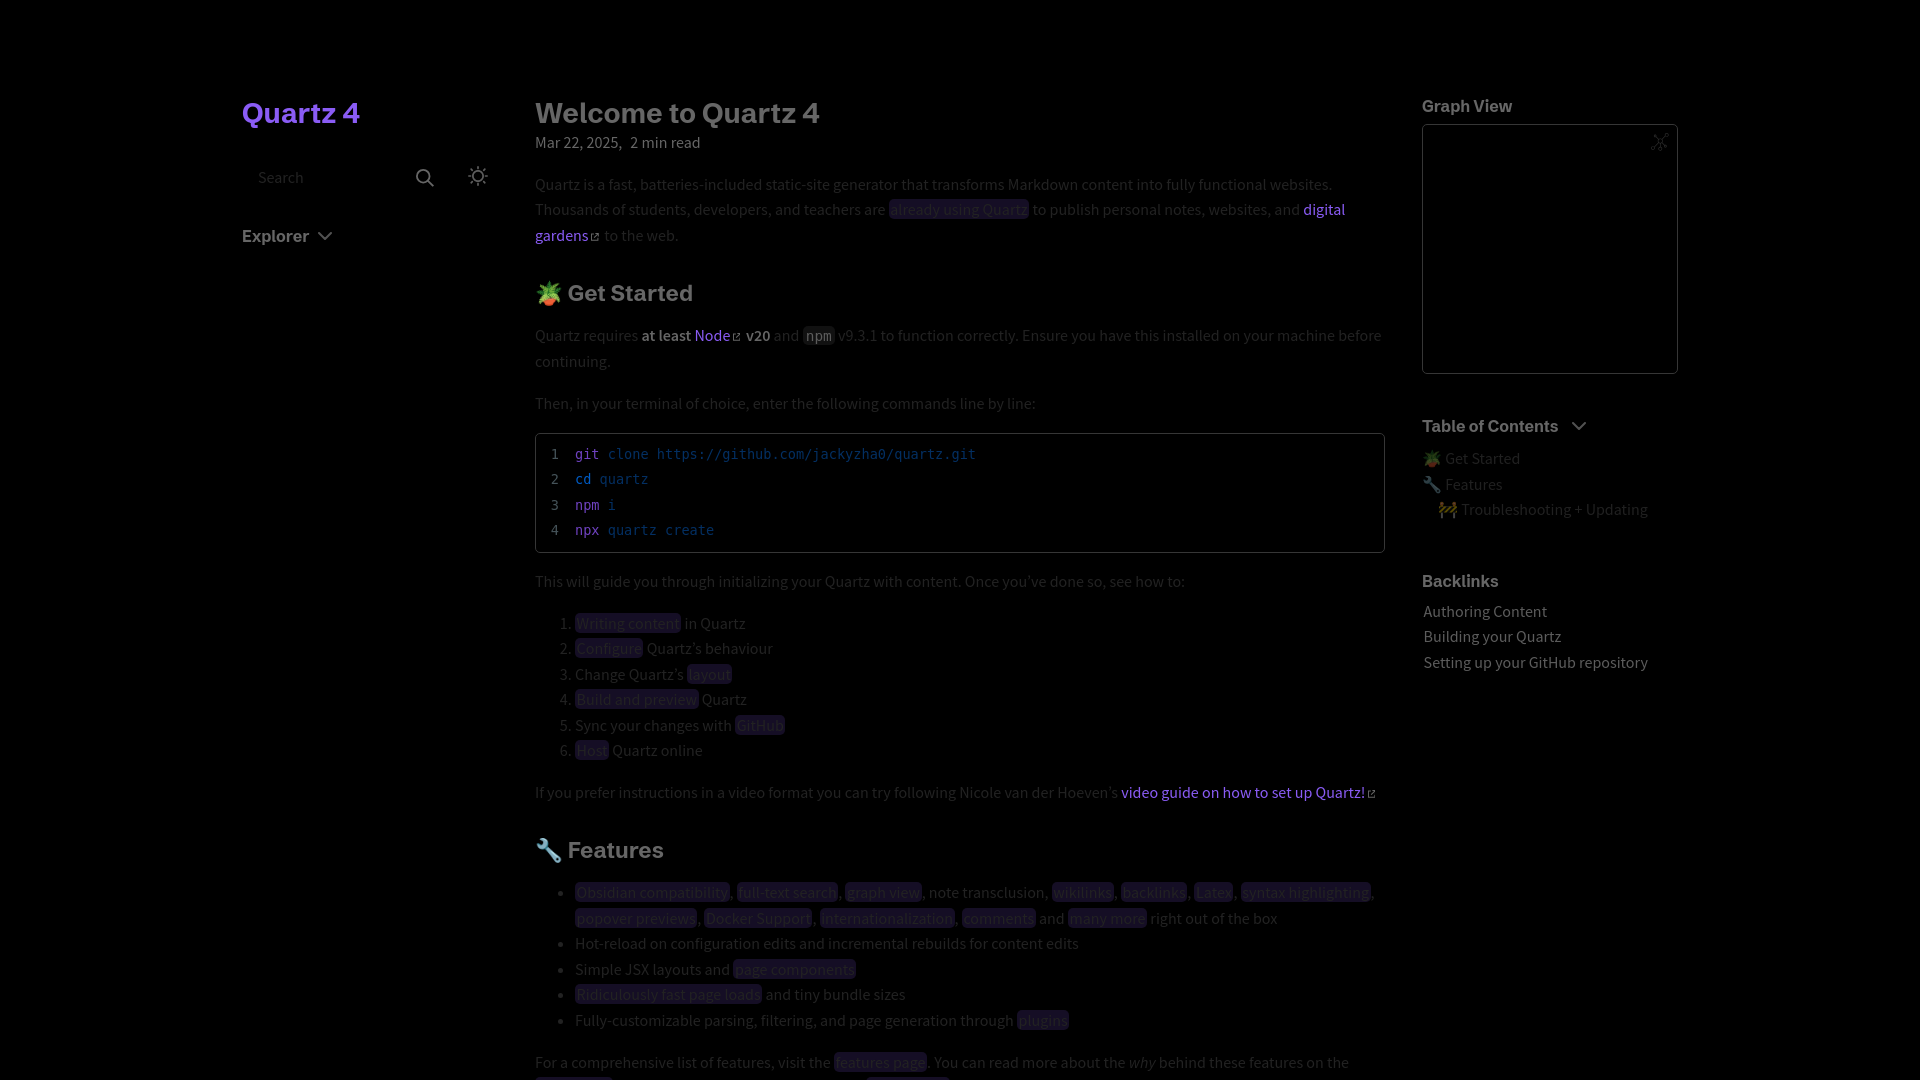 Quartz 4
Search
Explorer
Welcome to Quartz 4
Mar 22, 2025, 2 min read
Quartz is a fast, batteries-included static-site generator that transforms Markdown content into fully functional websites.
Thousands of students, developers, and teachers are already using Quartz to publish personal notes, websites, and digital
gardens to the web.
🪴 Get Started
Quartz requires at least Node v20 and npm v9.3.1 to function correctly. Ensure you have this installed on your machine before
continuing.
Then, in your terminal of choice, enter the following commands line by line:
1 git clone https://github.com/jackyzha0/quartz.git
2 cd quartz
3 npm i
4 npx quartz create
This will guide you through initializing your Quartz with content. Once you've done so, see how to:
1. Writing content in Quartz
2. Configure Quartz's behaviour
3. Change Quartz's layout
4. Build and preview Quartz
5. Sync your changes with GitHub
6. Host Quartz online
If you prefer instructions in a video format you can try following Nicole van der Hoeven's video guide on how to set up Quartz!
🔧 Features
• Obsidian compatibility, full-text search, graph view, note transclusion, wikilinks, backlinks, Latex, syntax highlighting,
popover previews, Docker Support, internationalization, comments and many more right out of the box
• Hot-reload on configuration edits and incremental rebuilds for content edits
• Simple JSX layouts and page components
• Ridiculously fast page loads and tiny bundle sizes
• Fully-customizable parsing, filtering, and page generation through plugins
For a comprehensive list of features, visit the features page. You can read more about the why behind these features on the
Graph View
Table of Contents
🪴 Get Started
🔧 Features
🚧 Troubleshooting + Updating
Backlinks
Authoring Content
Building your Quartz
Setting up your GitHub repository